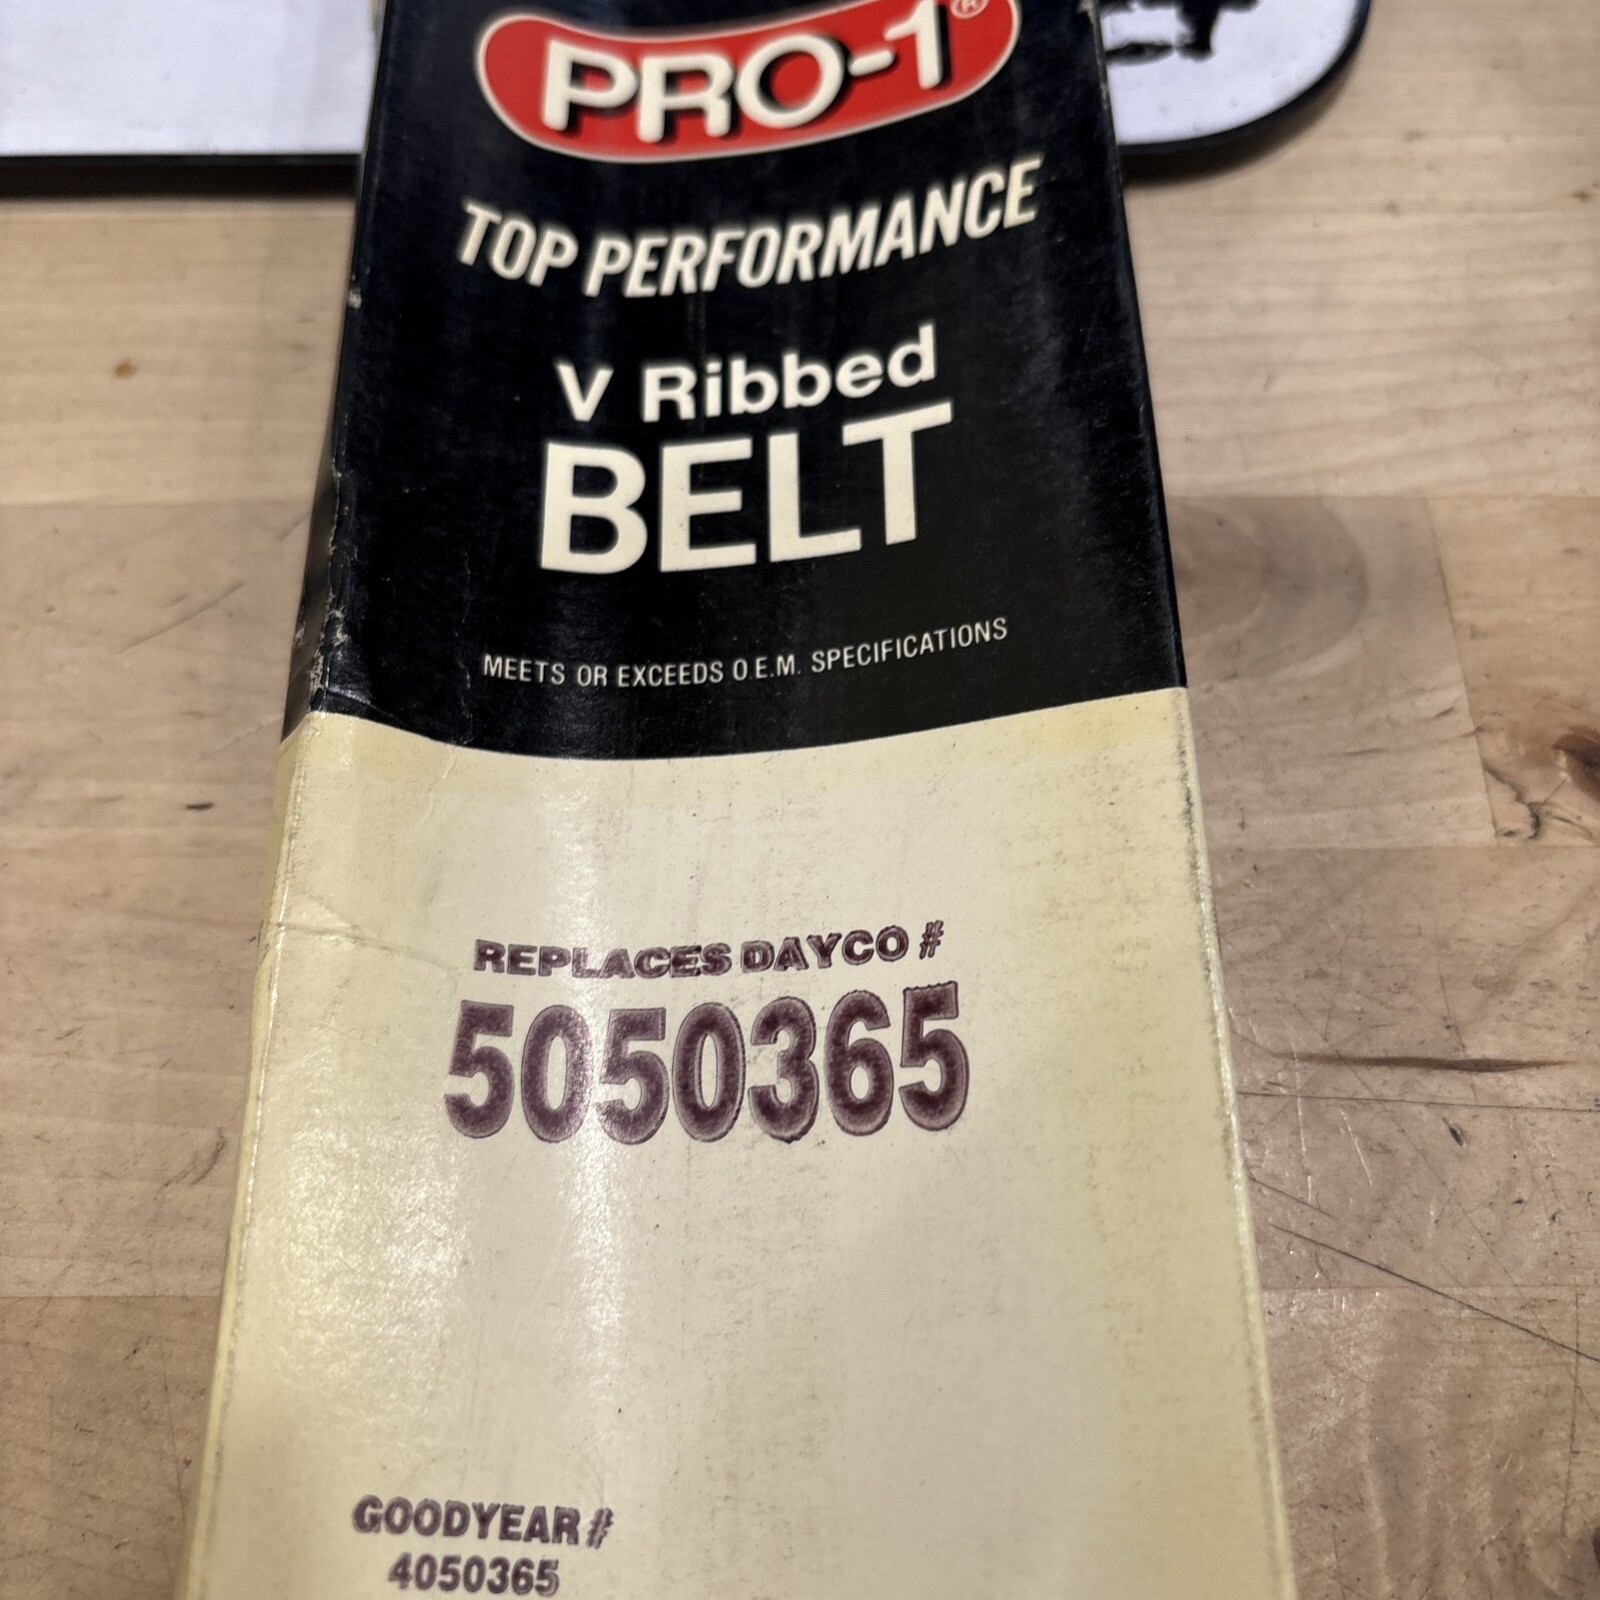 PRO-1®
TOP PERFORMANCE
V Ribbed
BELT
MEETS OR EXCEEDS O.E.M. SPECIFICATIONS
REPLACES DAYCO #
5050365
GOODYEAR #
4050365